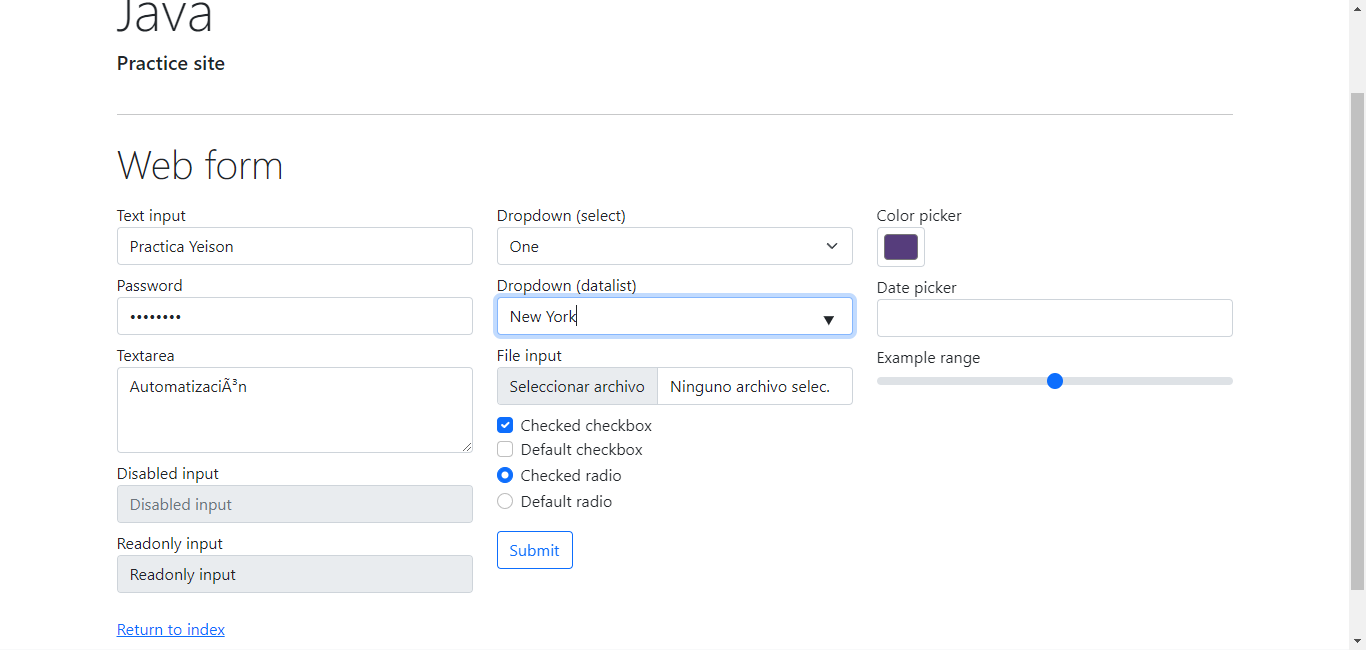 Java
Practice site
Web form
Text input
Practica Yeison
Password
••••••••
Textarea
AutomatizaciÃ³n
Disabled input
Disabled input
Readonly input
Readonly input
Return to index
Dropdown (select)
One
Dropdown (datalist)
New York
File input
Seleccionar archivo Ninguno archivo selec.
Checked checkbox
Default checkbox
Checked radio
Default radio
Submit
Color picker
Date picker
Example range